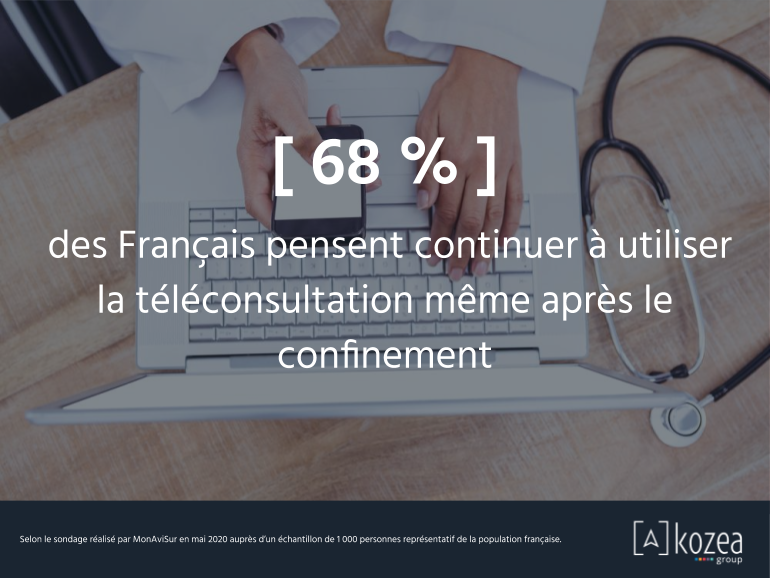 [ 68 % ]
des Français pensent continuer à utiliser
la téléconsultation même après le
confinement
Selon le sondage réalisé par MonAviSur en mai 2020 auprès d'un échantillon de 1 000 personnes représentatif de la population française.
[A] kozea
group